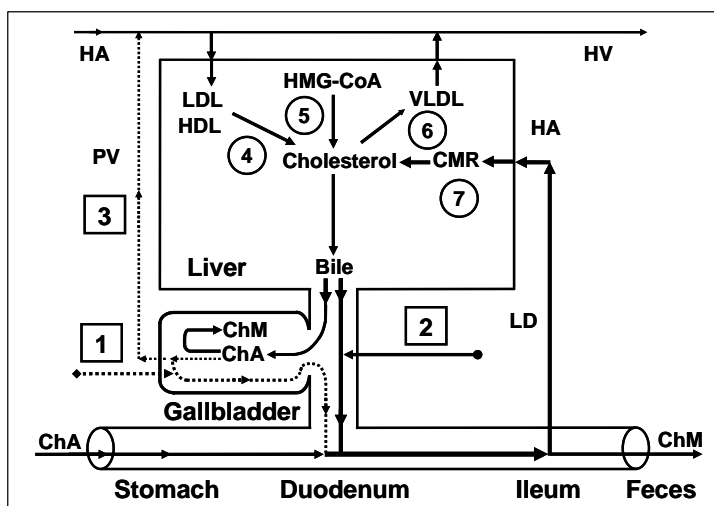 HA
HV
HMG-CoA
LDL
HDL
5
VLDL
6
HA
PV
4
Cholesterol
CMR
7
3
Liver
Bile
LD
1
ChM
2
ChA
Gallbladder
ChA
ChM
Stomach
Duodenum
Ileum
Feces